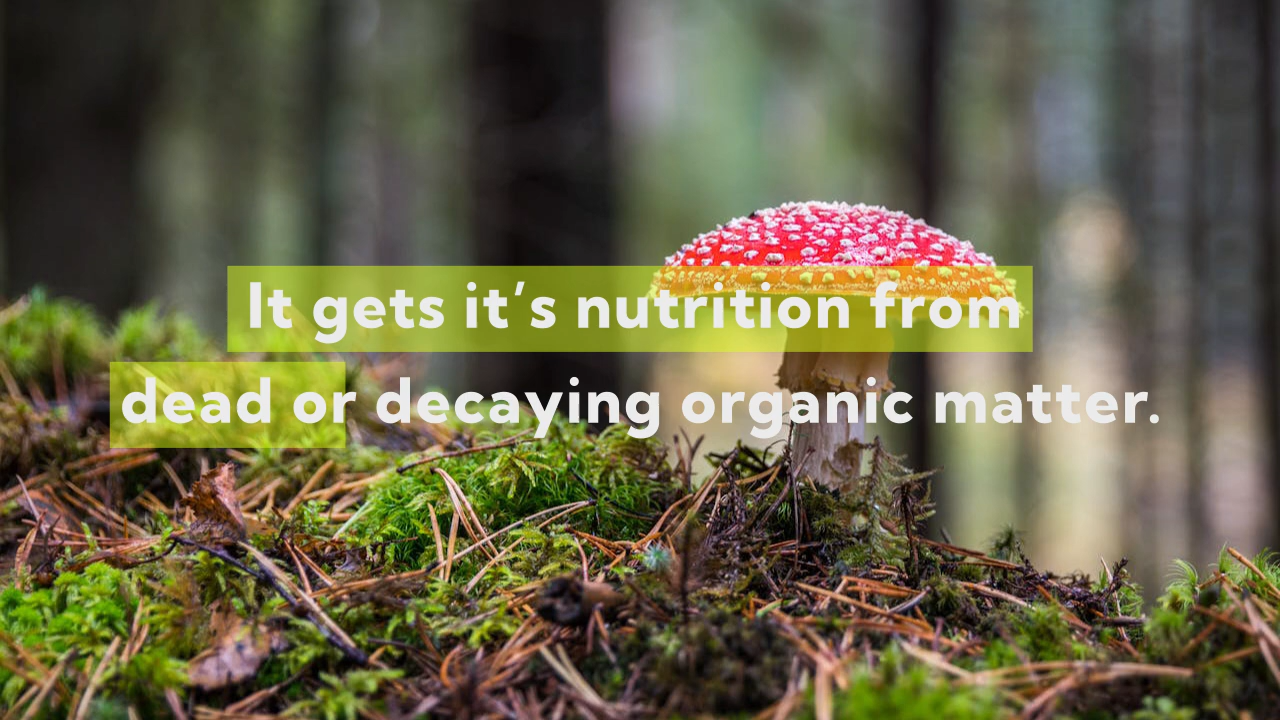 It gets it’s nutrition from
dead or decaying organic matter.